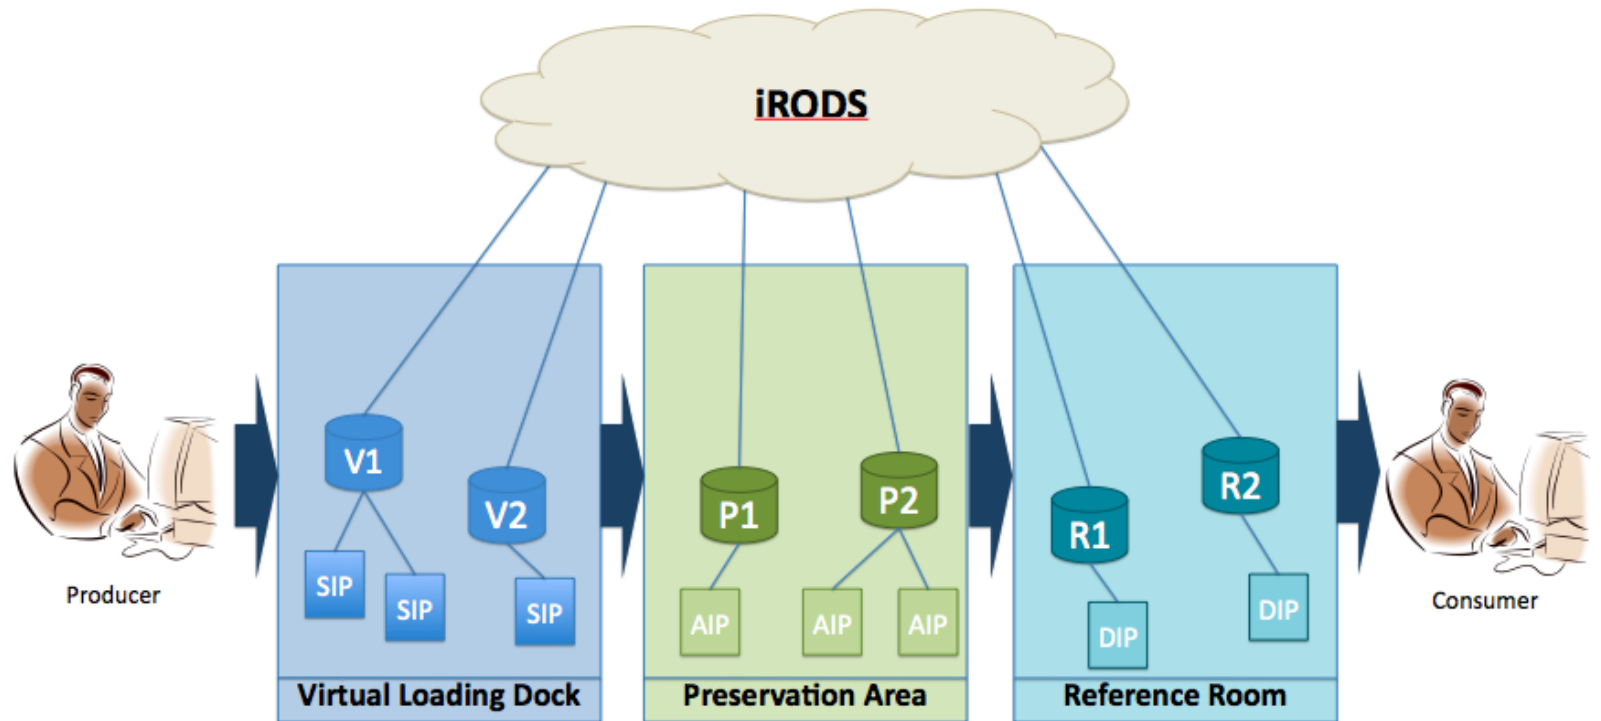 iRODS
V1
V2
SIP
SIP
SIP
P1
P2
AIP
AIP
AIP
R1
R2
DIP
DIP
Producer
Consumer
Virtual Loading Dock
Preservation Area
Reference Room